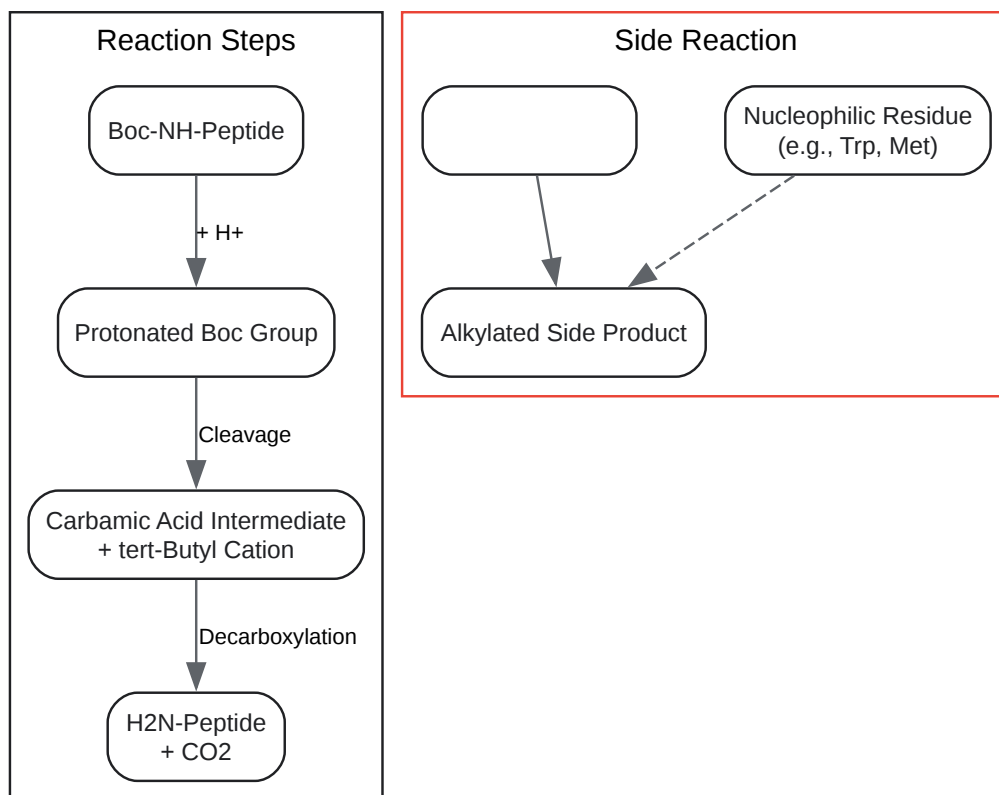 Reaction Steps
Boc-NH-Peptide
+ H+
Protonated Boc Group
Cleavage
Carbamic Acid Intermediate
+ tert-Butyl Cation
Decarboxylation
H2N-Peptide
+ CO2
Side Reaction
Nucleophilic Residue
(e.g., Trp, Met)
Alkylated Side Product